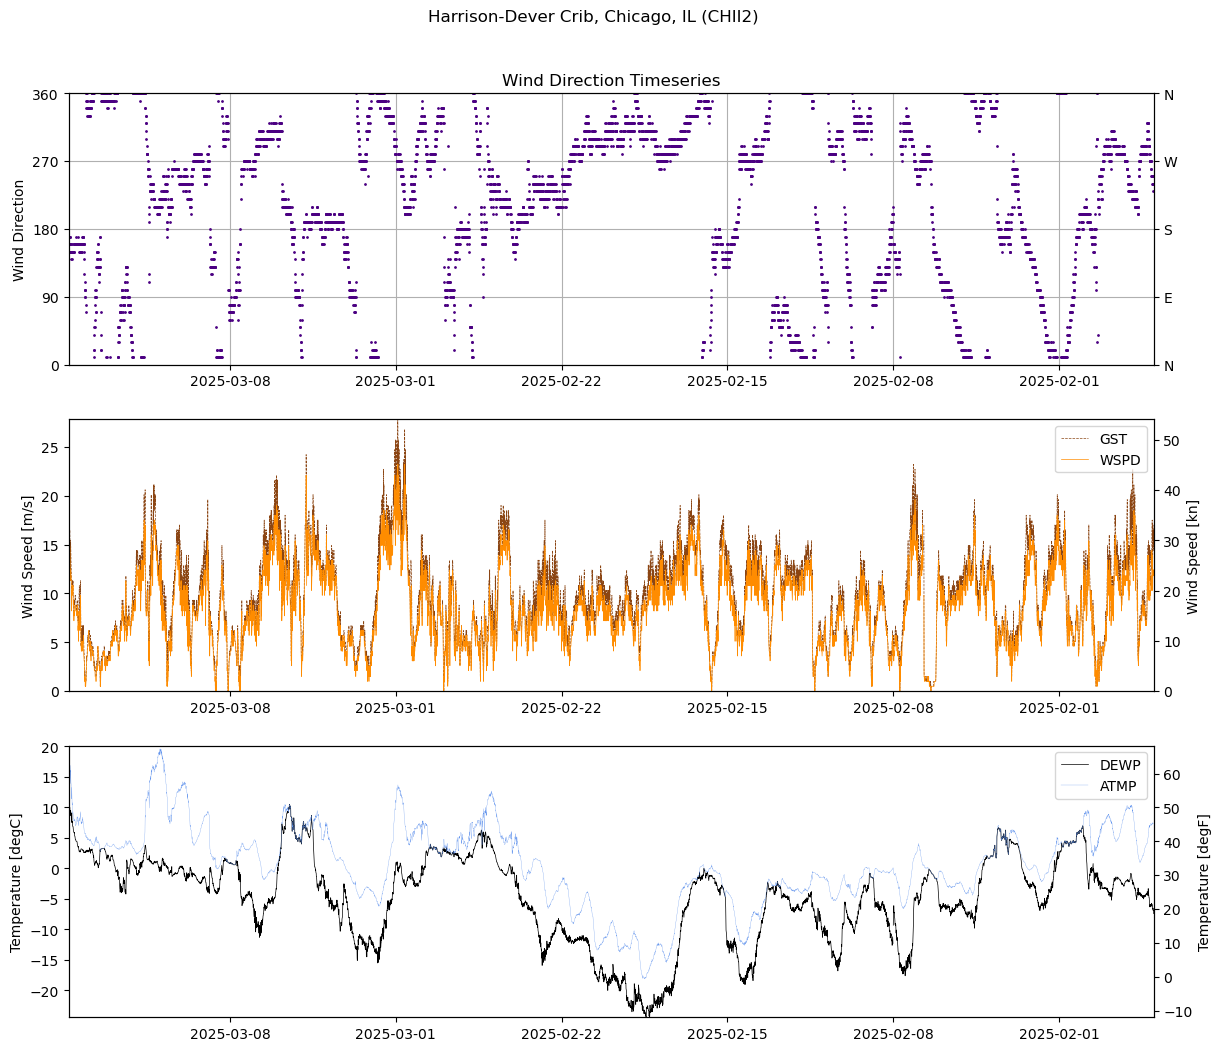 Harrison-Dever Crib, Chicago, IL (CHII2)
Wind Direction Timeseries
Wind Direction
360
270
180
90
0
N
W
S
E
N
2025-03-08 2025-03-01 2025-02-22 2025-02-15 2025-02-08 2025-02-01
Wind Speed [m/s]
25
20
15
10
5
0
GST
WSPD
50
40
30
20
10
0
Wind Speed [kn]
2025-03-08 2025-03-01 2025-02-22 2025-02-15 2025-02-08 2025-02-01
Temperature [degC]
20
15
10
5
0
−5
−10
−15
−20
DEWP
ATMP
60
50
40
30
20
10
0
−10
Temperature [degF]
2025-03-08 2025-03-01 2025-02-22 2025-02-15 2025-02-08 2025-02-01